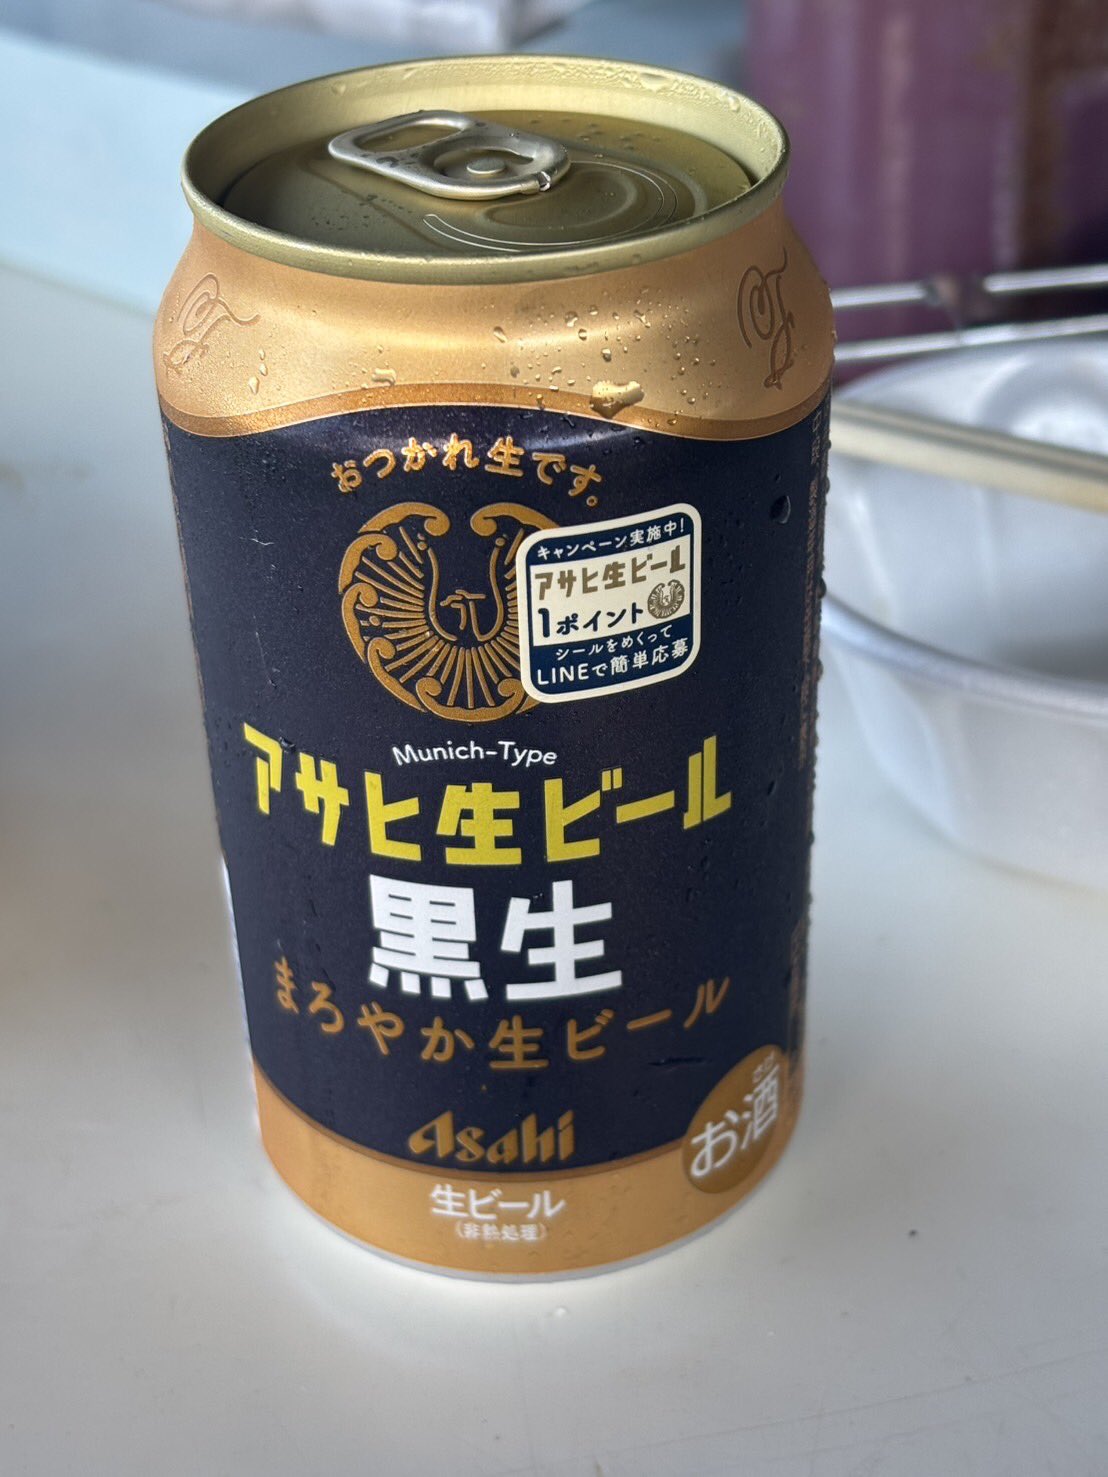 おつかれ生です。
キャンペーン実施中!
アサヒ生ビール
1ポイント
シールをめくって
LINEで簡単応募
Munich-Type
アサヒ生ビール
黒生
まろやか生ビール
Asahi
さけ
お酒
生ビール
(非熱処理)